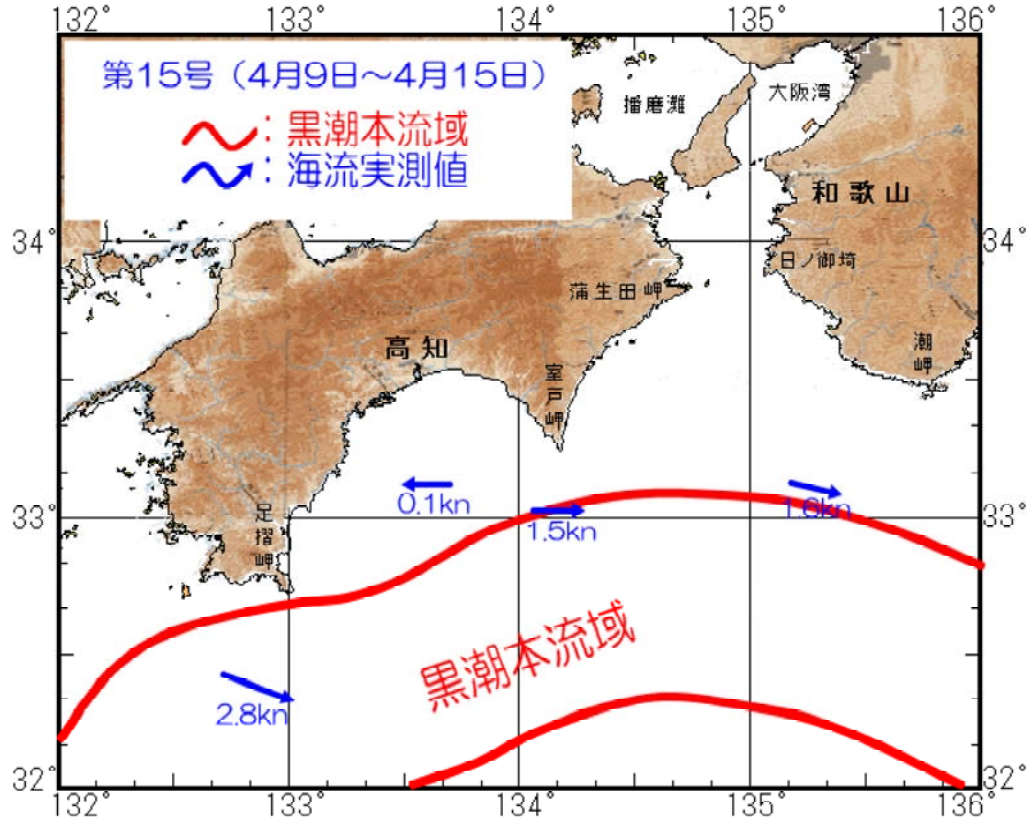 132° 133° 134° 135° 136°
第15号（4月9日～4月15日）
：黒潮本流域
：海流実測値
播磨灘
大阪湾
和歌山
34°
34°
日ノ御埼
蒲生田岬
高知
潮岬
室戸岬
0.1kn
1.6kn
33°
33°
1.5kn
足摺岬
黒潮本流域
2.8kn
32°
32°
132° 133° 134° 135° 136°